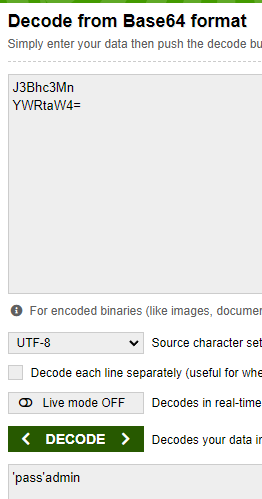 Decode from Base64 format
Simply enter your data then push the decode bu
J3Bhc3Mn
YWRtaW4=
For encoded binaries (like images, documen
UTF-8
Source character set
Decode each line separately (useful for whe
Live mode OFF
Decodes in real-time
DECODE
Decodes your data in
'pass'admin